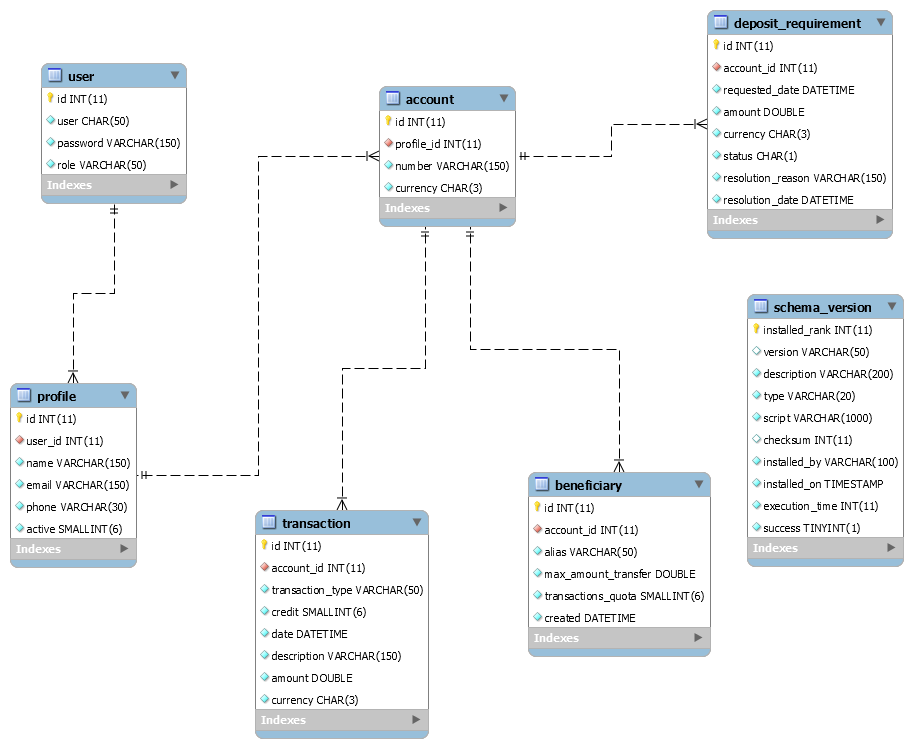 user
id INT(11)
user CHAR(50)
password VARCHAR(150)
role VARCHAR(50)
Indexes
account
id INT(11)
profile_id INT(11)
number VARCHAR(150)
currency CHAR(3)
Indexes
deposit_requirement
id INT(11)
account_id INT(11)
requested_date DATETIME
amount DOUBLE
currency CHAR(3)
status CHAR(1)
resolution_reason VARCHAR(150)
resolution_date DATETIME
Indexes
schema_version
installed_rank INT(11)
version VARCHAR(50)
description VARCHAR(200)
type VARCHAR(20)
script VARCHAR(1000)
checksum INT(11)
installed_by VARCHAR(100)
installed_on TIMESTAMP
execution_time INT(11)
success TINYINT(1)
Indexes
profile
id INT(11)
user_id INT(11)
name VARCHAR(150)
email VARCHAR(150)
phone VARCHAR(30)
active SMALLINT(6)
Indexes
transaction
id INT(11)
account_id INT(11)
transaction_type VARCHAR(50)
credit SMALLINT(6)
date DATETIME
description VARCHAR(150)
amount DOUBLE
currency CHAR(3)
Indexes
beneficiary
id INT(11)
account_id INT(11)
alias VARCHAR(50)
max_amount_transfer DOUBLE
transactions_quota SMALLINT(6)
created DATETIME
Indexes